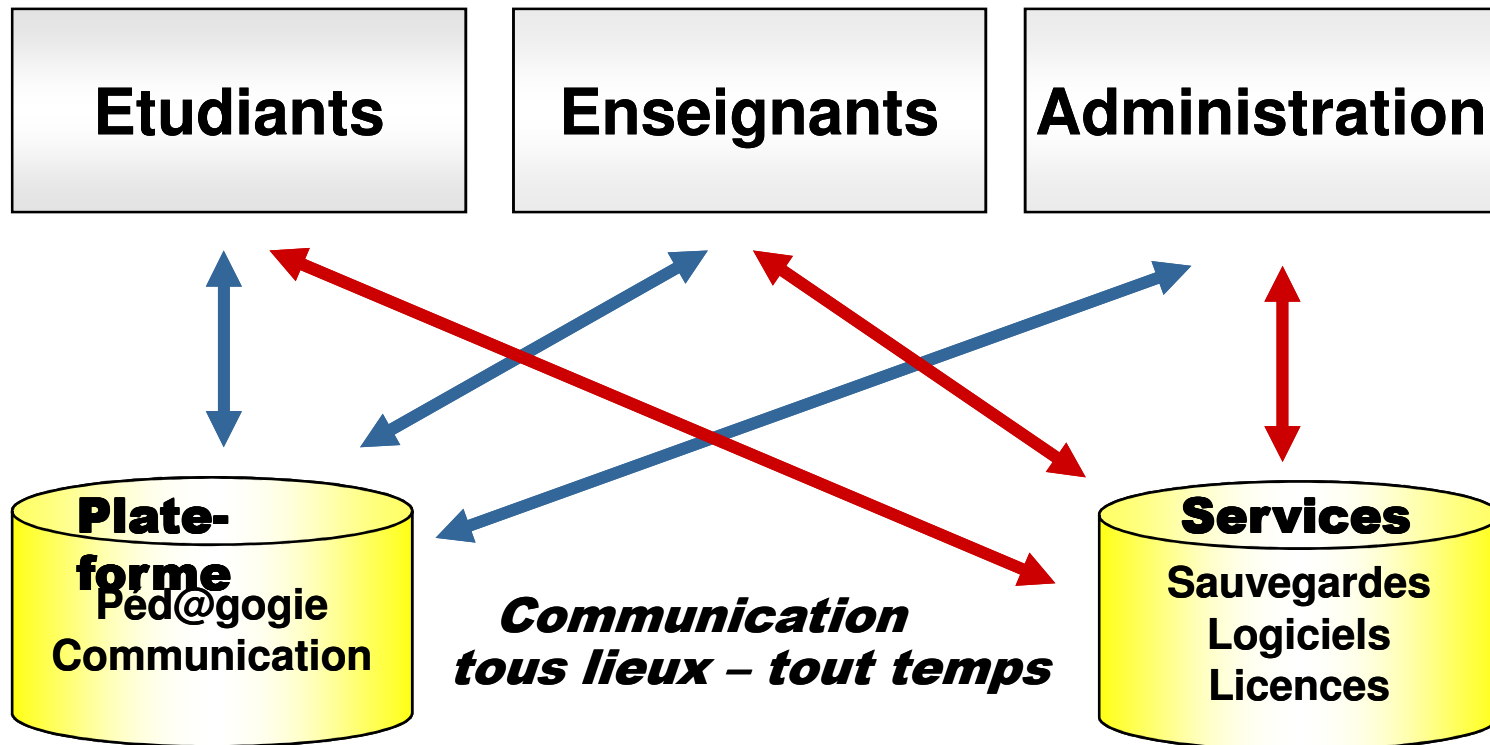 Etudiants
Enseignants
Administration
Plate-
forme
Péd@gogie
Communication
Communication
tous lieux – tout temps
Services
Sauvegardes
Logiciels
Licences